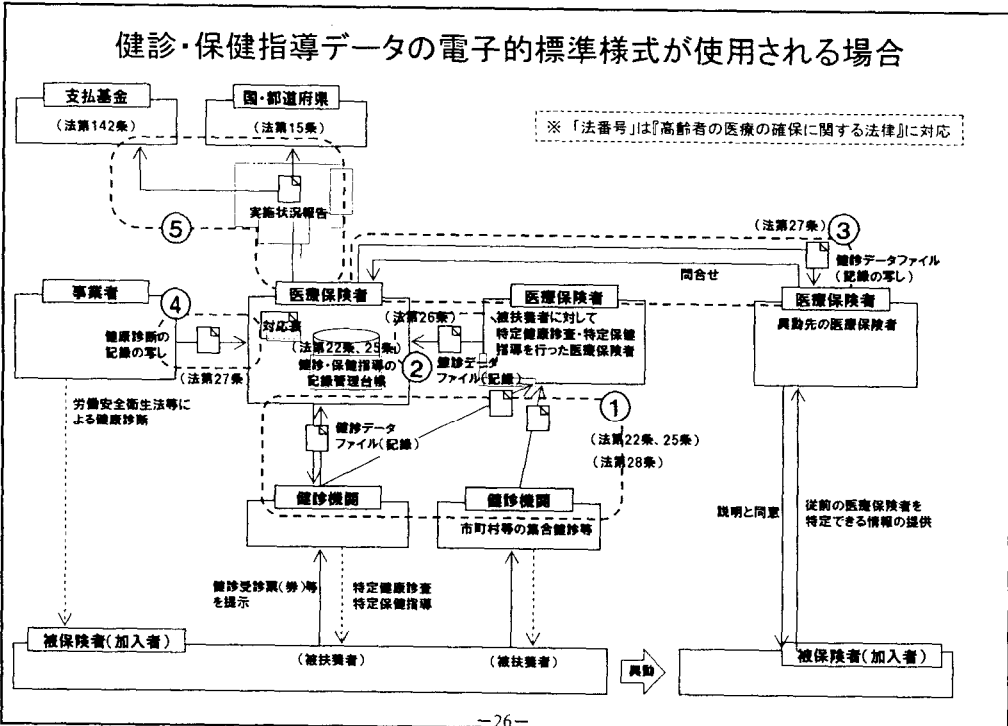 健診・保健指導データの電子的標準様式が使用される場合
支払基金
(法第142条)
国・都道府県
(法第15条)
※ 「法番号」は『高齢者の医療の確保に関する法律』に対応
実施状況報告
⑤
(法第27条)
③
健診データファイル
(記録の写し)
問合せ
事業者
④
健康診断の
記録の写し
(法第27条)
医療保険者
対応表
(法第22条、25条)
健診・保健指導の
記録管理台帳
(法第26条)
②
健診データ
ファイル(記録)
医療保険者
被扶養者に対して
特定健康診査・特定保健
指導を行った医療保険者
医療保険者
異動先の医療保険者
労働安全衛生法等に
よる健康診断
健診データ
ファイル(記録)
①
(法第22条、25条)
(法第28条)
健診機関
健診機関
市町村等の集合健診等
説明と同意
従前の医療保険者を
特定できる情報の提供
健診受診票(券)等
を提示
特定健康診査
特定保健指導
被保険者(加入者)
(被扶養者)
(被扶養者)
異動
被保険者(加入者)
−26−